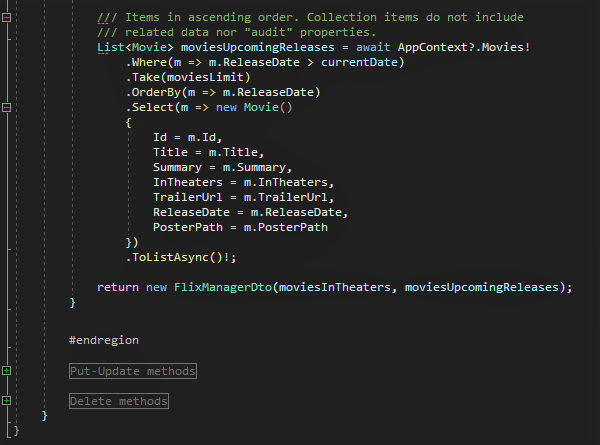 /// Items in ascending order. Collection items do not include
/// related data nor "audit" properties.
List<Movie> moviesUpcomingReleases = await AppContext?.Movies!
.Where(m => m.ReleaseDate > currentDate)
.Take(moviesLimit)
.OrderBy(m => m.ReleaseDate)
.Select(m => new Movie()
{
Id = m.Id,
Title = m.Title,
Summary = m.Summary,
InTheaters = m.InTheaters,
TrailerUrl = m.TrailerUrl,
ReleaseDate = m.ReleaseDate,
PosterPath = m.PosterPath
})
.ToListAsync()!;
return new FlixManagerDto(moviesInTheaters, moviesUpcomingReleases);
}
#endregion
Put-Update methods
Delete methods
}
}